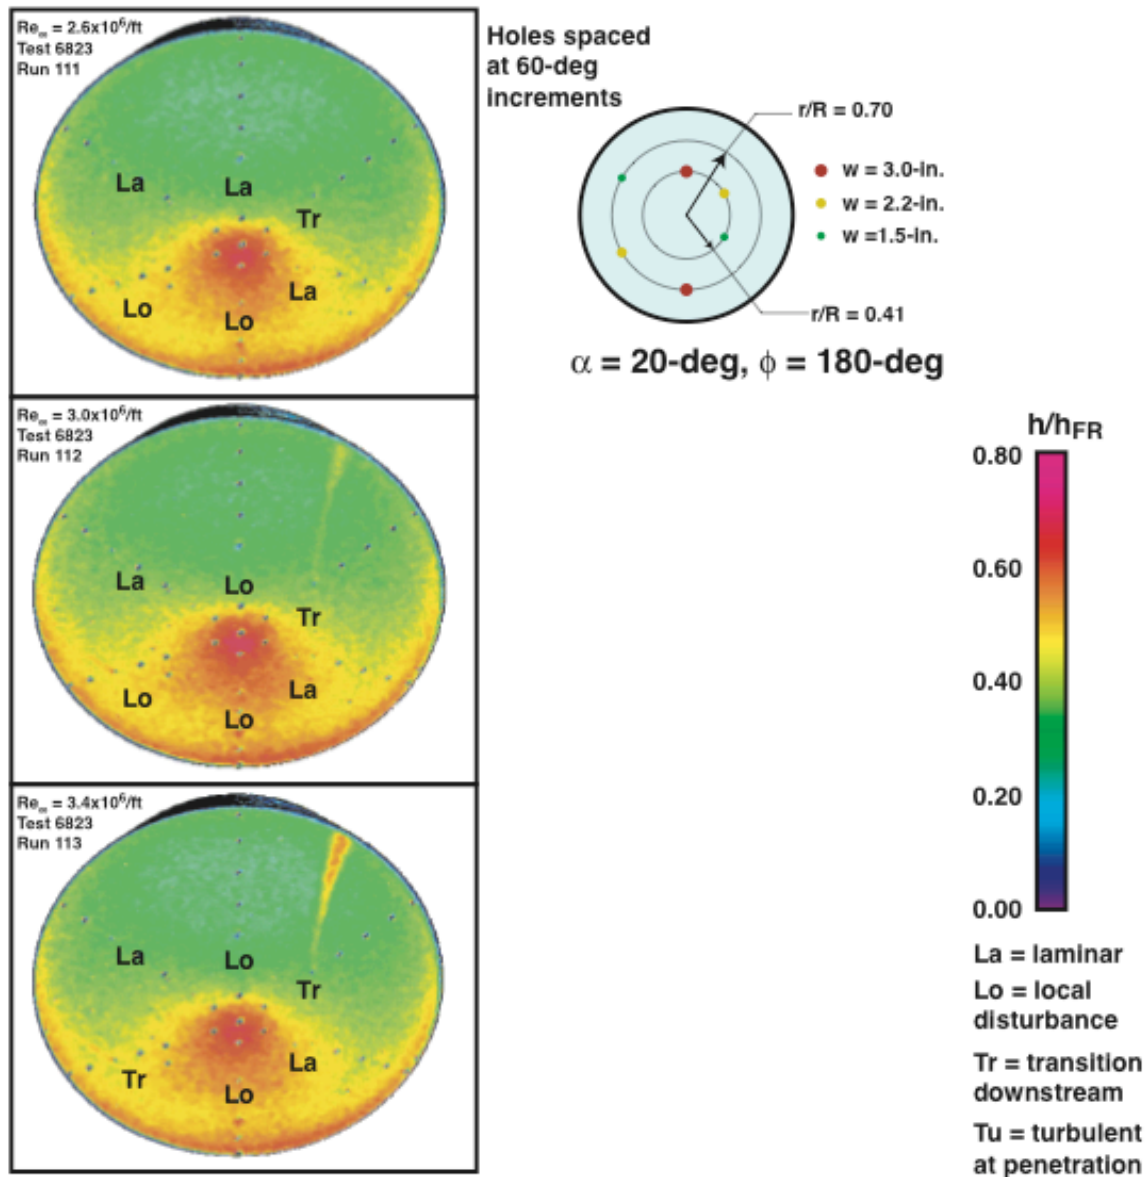 Re∞ = 2.6x10⁶/ft
Test 6823
Run 111
La
La
Tr
La
Lo
Lo
Holes spaced
at 60-deg
increments
r/R = 0.70
w = 3.0-in.
w = 2.2-in.
w =1.5-in.
r/R = 0.41
α = 20-deg, ϕ = 180-deg
Re∞ = 3.0x10⁶/ft
Test 6823
Run 112
La
Lo
Tr
La
Lo
Lo
Re∞ = 3.4x10⁶/ft
Test 6823
Run 113
La
Lo
Tr
La
Tr
Lo
h/hFR
0.80
0.60
0.40
0.20
0.00
La = laminar
Lo = local
disturbance
Tr = transition
downstream
Tu = turbulent
at penetration